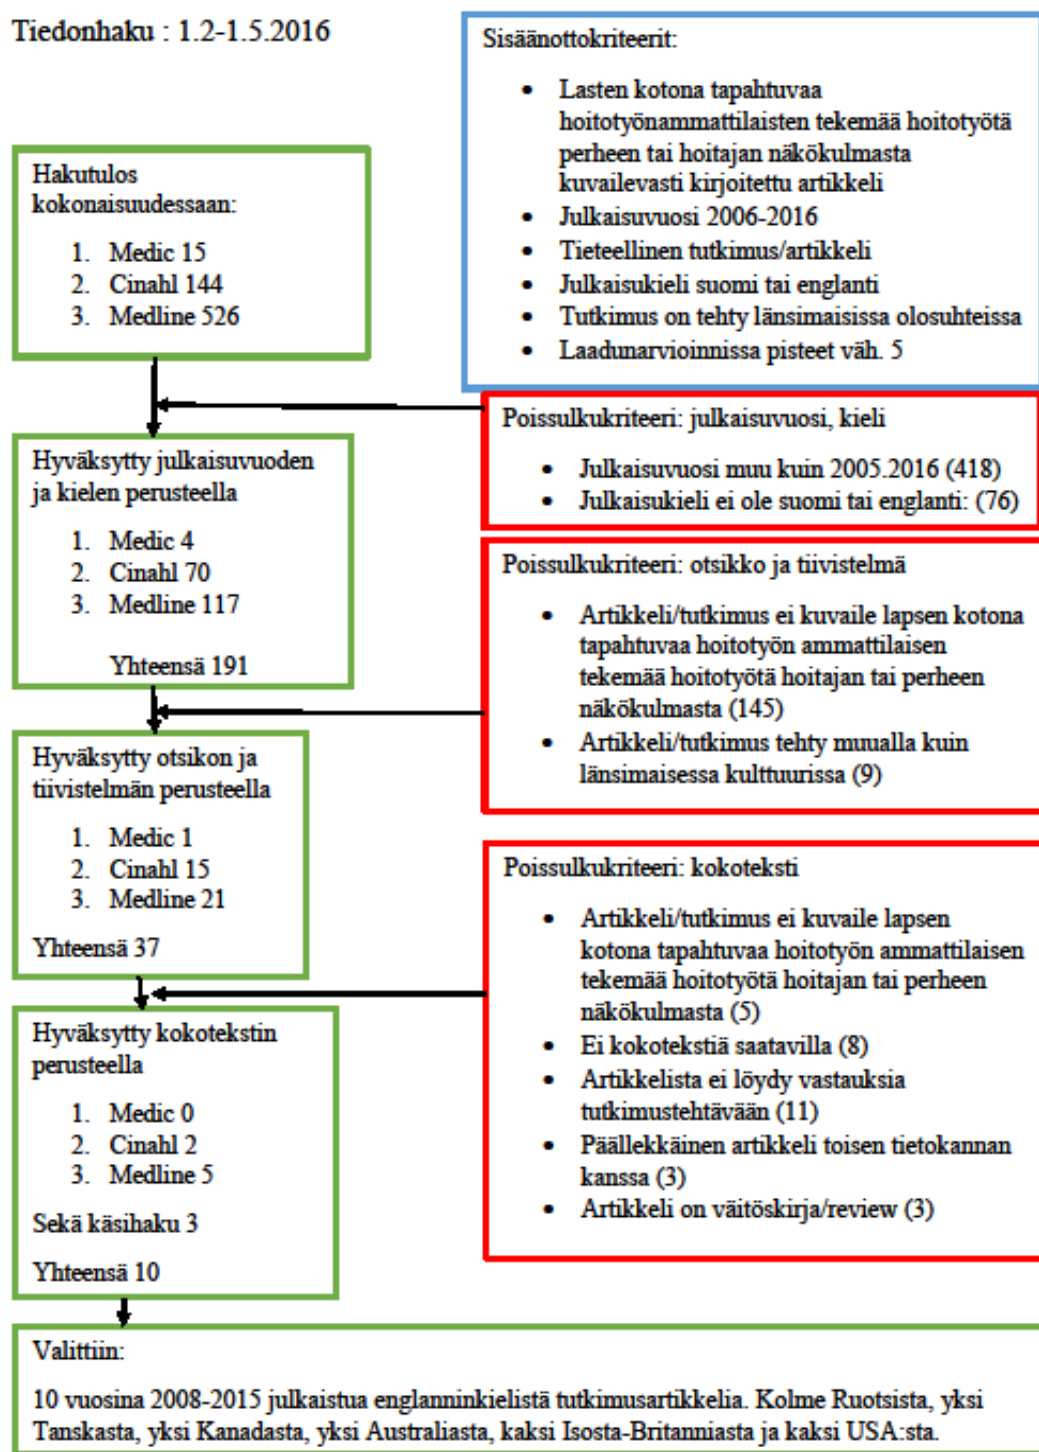 Tiedonhaku : 1.2-1.5.2016
Sisäänottokriteerit:
• Lasten kotona tapahtuvaa
hoitotyönammattilaisten tekemää hoitotyötä
perheen tai hoitajan näkökulmasta
kuvailevasti kirjoitettu artikkeli
• Julkaisuvuosi 2006-2016
• Tieteellinen tutkimus/artikkeli
• Julkaisukieli suomi tai englanti
• Tutkimus on tehty länsimaisissa olosuhteissa
• Laadunarvioinnissa pisteet väh. 5
Hakutulos
kokonaisuudessaan:
1. Medic 15
2. Cinahl 144
3. Medline 526
Poissulkukriteeri: julkaisuvuosi, kieli
• Julkaisuvuosi muu kuin 2005.2016 (418)
• Julkaisukieli ei ole suomi tai englanti: (76)
Hyväksytty julkaisuvuoden
ja kielen perusteella
1. Medic 4
2. Cinahl 70
3. Medline 117
Yhteensä 191
Poissulkukriteeri: otsikko ja tiivistelmä
• Artikkeli/tutkimus ei kuvaile lapsen kotona
tapahtuvaa hoitotyön ammattilaisen
tekemää hoitotyötä hoitajan tai perheen
näkökulmasta (145)
• Artikkeli/tutkimus tehty muualla kuin
länsimaisessa kulttuurissa (9)
Hyväksytty otsikon ja
tiivistelmän perusteella
1. Medic 1
2. Cinahl 15
3. Medline 21
Yhteensä 37
Poissulkukriteeri: kokoteksti
• Artikkeli/tutkimus ei kuvaile lapsen
kotona tapahtuvaa hoitotyön ammattilaisen
tekemää hoitotyötä hoitajan tai perheen
näkökulmasta (5)
• Ei kokotekstiä saatavilla (8)
• Artikkelista ei löydy vastauksia
tutkimustehtävään (11)
• Päällekkäinen artikkeli toisen tietokannan
kanssa (3)
• Artikkeli on väitöskirja/review (3)
Hyväksytty kokotekstin
perusteella
1. Medic 0
2. Cinahl 2
3. Medline 5
Sekä käsihaku 3
Yhteensä 10
Valittiin:
10 vuosina 2008-2015 julkaistua englanninkielistä tutkimusartikkelia. Kolme Ruotsista, yksi
Tanskasta, yksi Kanadasta, yksi Australiasta, kaksi Isosta-Britanniasta ja kaksi USA:sta.